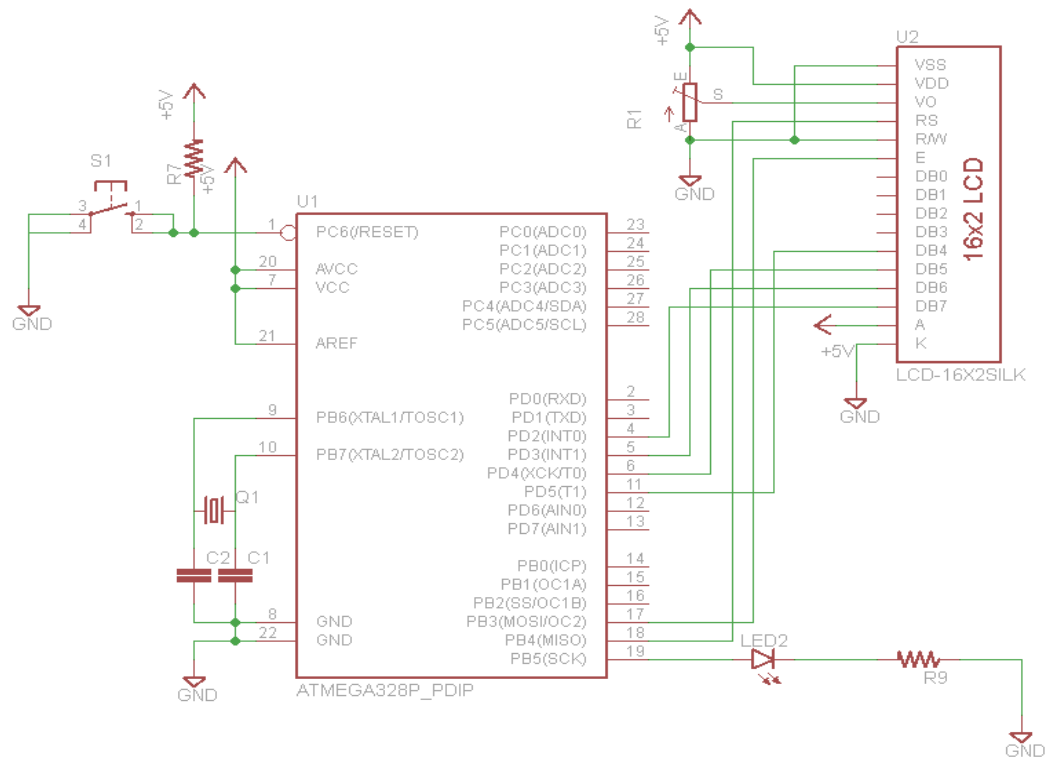 +5V
E
S
R1
A
GND
U2
VSS
VDD
VO
RS
R/W
E
DB0
DB1
DB2
DB3
DB4
DB5
DB6
DB7
A
K
16x2 LCD
+5V
GND
LCD-16X2SILK
+5V
R7
+5V
S1
3
4
1
2
GND
U1
1 PC6(/RESET)
20 AVCC
7 VCC
21 AREF
9 PB6(XTAL1/TOSC1)
10 PB7(XTAL2/TOSC2)
Q1
C2
C1
8 GND
22 GND
GND
PC0(ADC0) 23
PC1(ADC1) 24
PC2(ADC2) 25
PC3(ADC3) 26
PC4(ADC4/SDA) 27
PC5(ADC5/SCL) 28
PD0(RXD) 2
PD1(TXD) 3
PD2(INT0) 4
PD3(INT1) 5
PD4(XCK/T0) 6
PD5(T1) 11
PD6(AIN0) 12
PD7(AIN1) 13
PB0(ICP) 14
PB1(OC1A) 15
PB2(SS/OC1B) 16
PB3(MOSI/OC2) 17
PB4(MISO) 18
PB5(SCK) 19
ATMEGA328P_PDIP
LED2
R9
GND